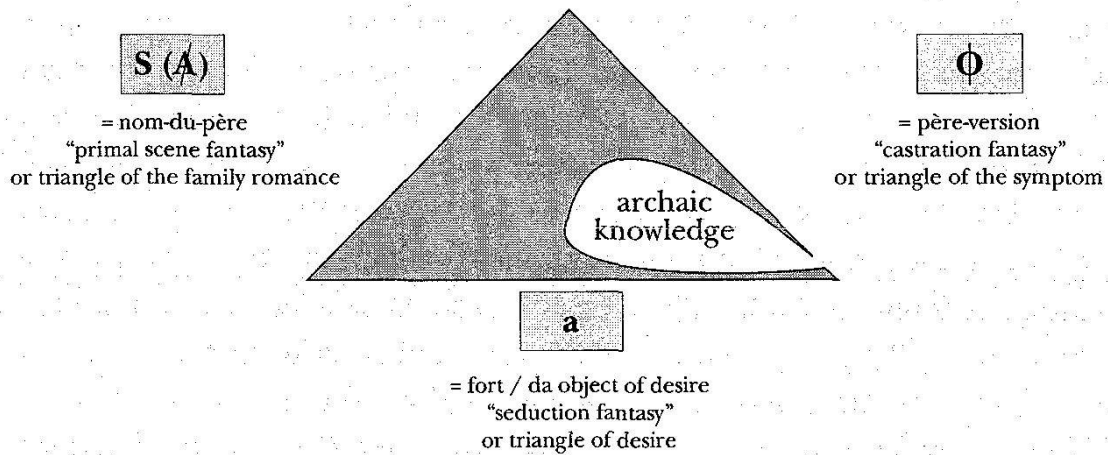 S (Ⱥ)
= nom-du-père
“primal scene fantasy”
or triangle of the family romance
ϕ
= père-version
“castration fantasy”
or triangle of the symptom
archaic
knowledge
a
= fort / da object of desire
“seduction fantasy”
or triangle of desire